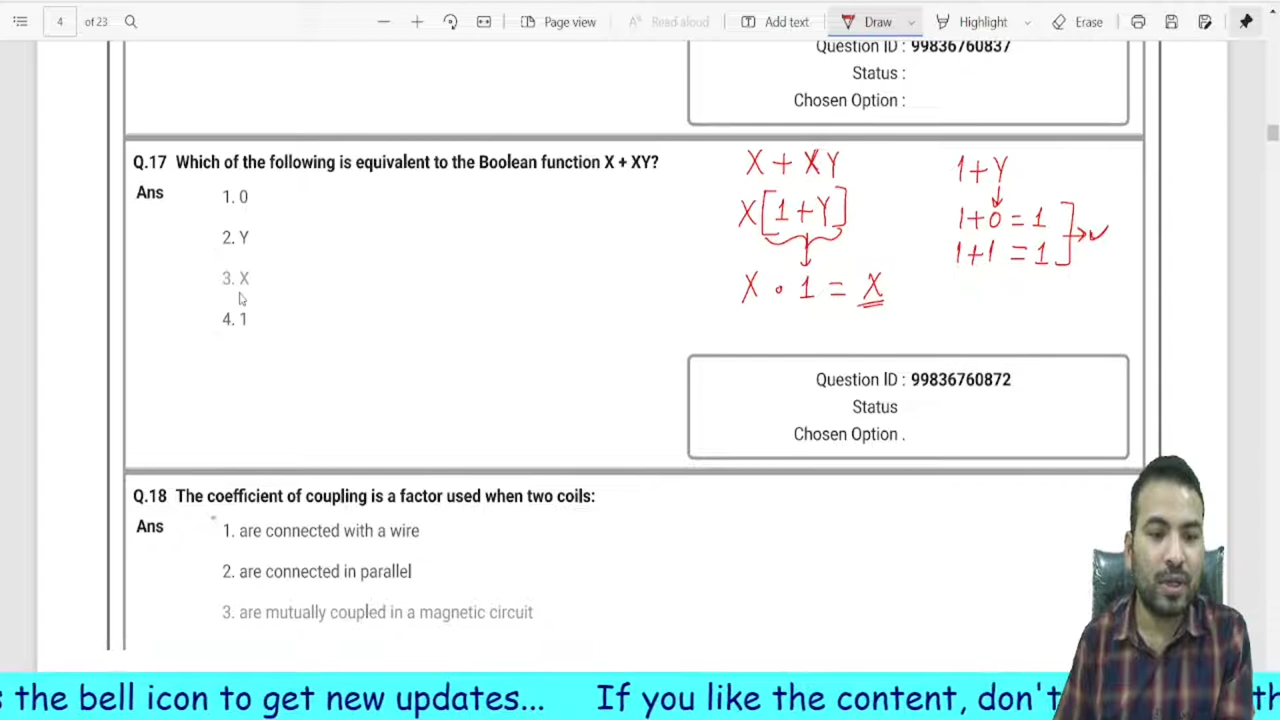 4 of 23 Page view Read aloud Add text Draw Highlight Erase
Question ID : 99836760837
Status :
Chosen Option :
Q.17 Which of the following is equivalent to the Boolean function X + XY?
Ans
1. 0
2. Y
3. X
4. 1
X + XY
X[1+Y]
X • 1 = X
1+Y
1+0 = 1
1+1 = 1
Question ID : 99836760872
Status
Chosen Option .
Q.18 The coefficient of coupling is a factor used when two coils:
Ans
1. are connected with a wire
2. are connected in parallel
3. are mutually coupled in a magnetic circuit
the bell icon to get new updates... If you like the content, don't